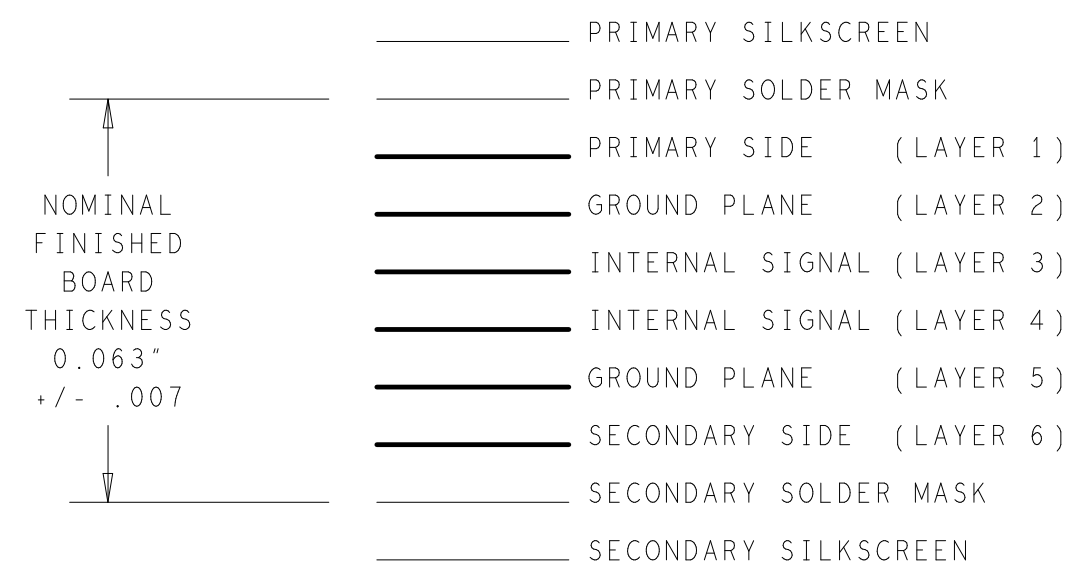 PRIMARY SILKSCREEN
PRIMARY SOLDER MASK
PRIMARY SIDE (LAYER 1)
GROUND PLANE (LAYER 2)
INTERNAL SIGNAL (LAYER 3)
INTERNAL SIGNAL (LAYER 4)
GROUND PLANE (LAYER 5)
SECONDARY SIDE (LAYER 6)
SECONDARY SOLDER MASK
SECONDARY SILKSCREEN
NOMINAL
FINISHED
BOARD
THICKNESS
0.063"
+/- .007